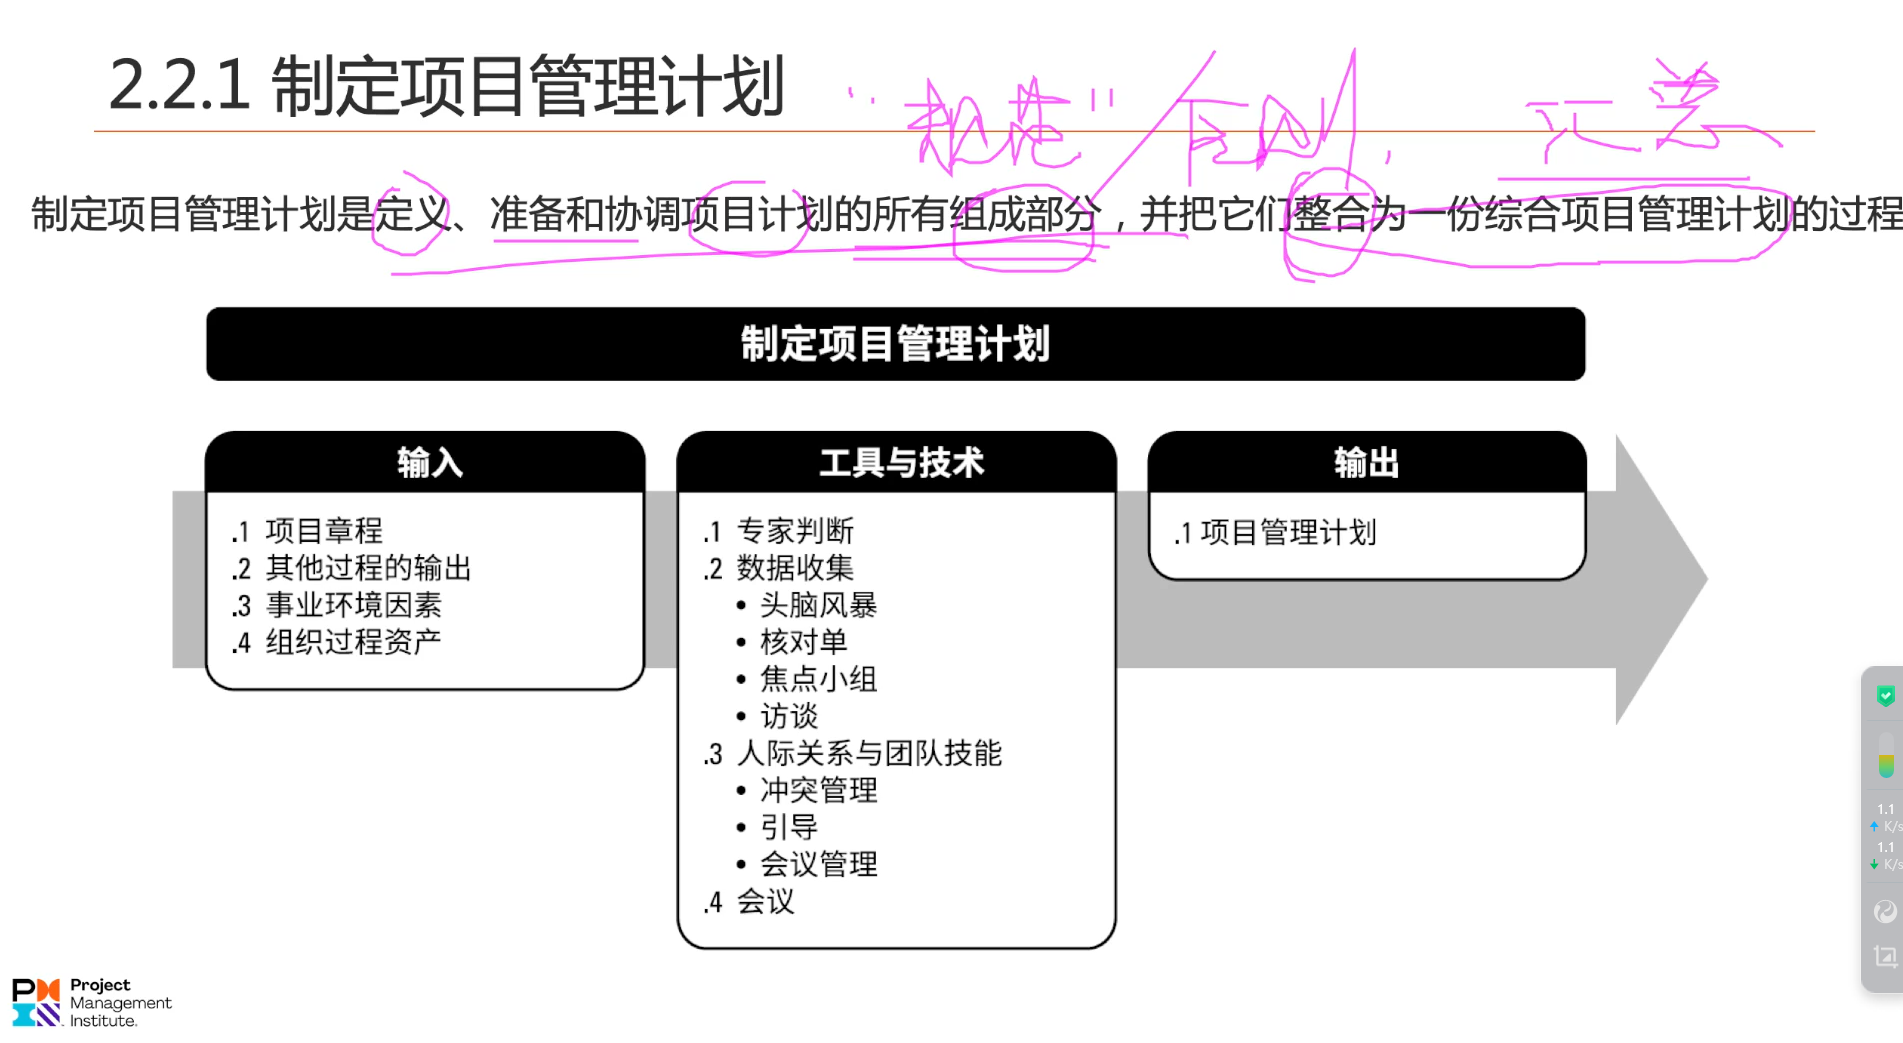 2.2.1 制定项目管理计划
制定项目管理计划是定义、准备和协调项目计划的所有组成部分，并把它们整合为一份综合项目管理计划的过程
制定项目管理计划
输入
.1 项目章程
.2 其他过程的输出
.3 事业环境因素
.4 组织过程资产
工具与技术
.1 专家判断
.2 数据收集
• 头脑风暴
• 核对单
• 焦点小组
• 访谈
.3 人际关系与团队技能
• 冲突管理
• 引导
• 会议管理
.4 会议
输出
.1 项目管理计划
Project
Management
Institute.
1.1
K/s
1.1
K/s